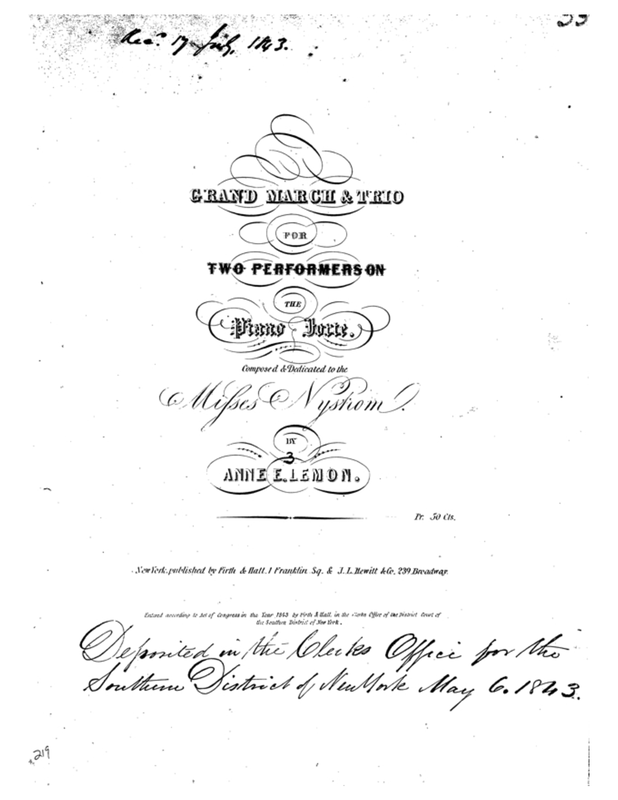 Rec. 17 July, 1843.
GRAND MARCH & TRIO
FOR
TWO PERFORMERS ON
THE
Piano Forte.
Composed & Dedicated to the
Misses Nystrom.
BY
3
ANNE E. LEMON.
Pr. 50 Cts.
New York, published by Firth & Hall, 1 Franklin Sq. & J. L. Hewitt & Co, 239 Broadway.
Entered according to Act of Congress in the Year 1843 by Firth & Hall in the Clerks Office of the District Court of
the Southern District of New York.
Deposited in the Clerks Office for the
Southern District of New York May 6. 1843.
219